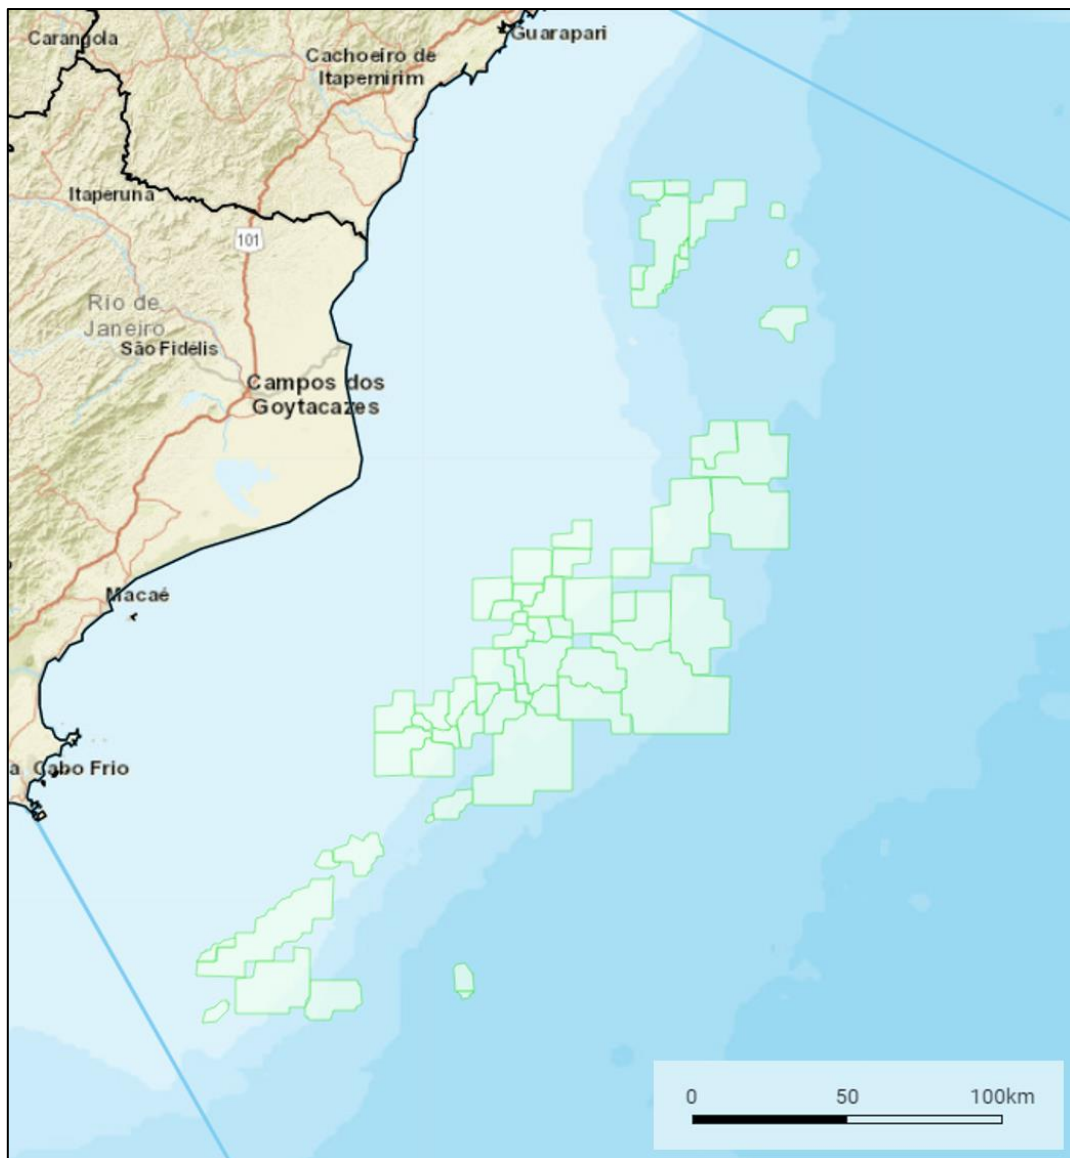 Carangola
Guarapari
Cachoeiro de
Itapemirim
Itaperuna
101
Rio de
Janeiro
São Fidélis
Campos dos
Goytacazes
Macaé
a Cabo Frio
0 50 100km